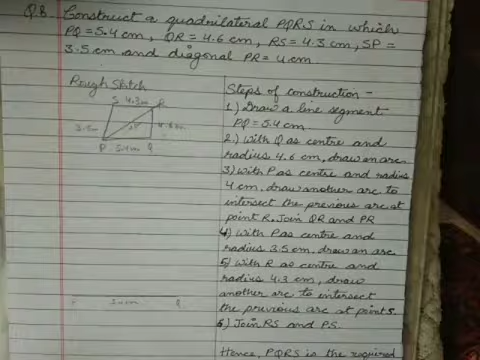 Q.8. Construct a quadrilateral PQRS in which
PQ = 5.4 cm, QR = 4.6 cm, RS = 4.3 cm, SP =
3.5 cm and diagonal PR = 4 cm
Rough Sketch
S 4.3cm R
3.5cm
4.6cm
P 5.4cm Q
P 5.4cm Q
Steps of construction -
1) Draw a line segment
PQ = 5.4 cm
2) With Q as centre and
radius 4.6 cm, draw an arc
3) With P as centre and radius
4 cm, draw another arc to
intersect the previous arc at
point R. Join QR and PR
4) With P as centre and
radius 3.5 cm, draw an arc
5) With R as centre and
radius 4.3 cm, draw
another arc to intersect
the previous arc at point S.
6) Join RS and PS.
Hence, PQRS is the required